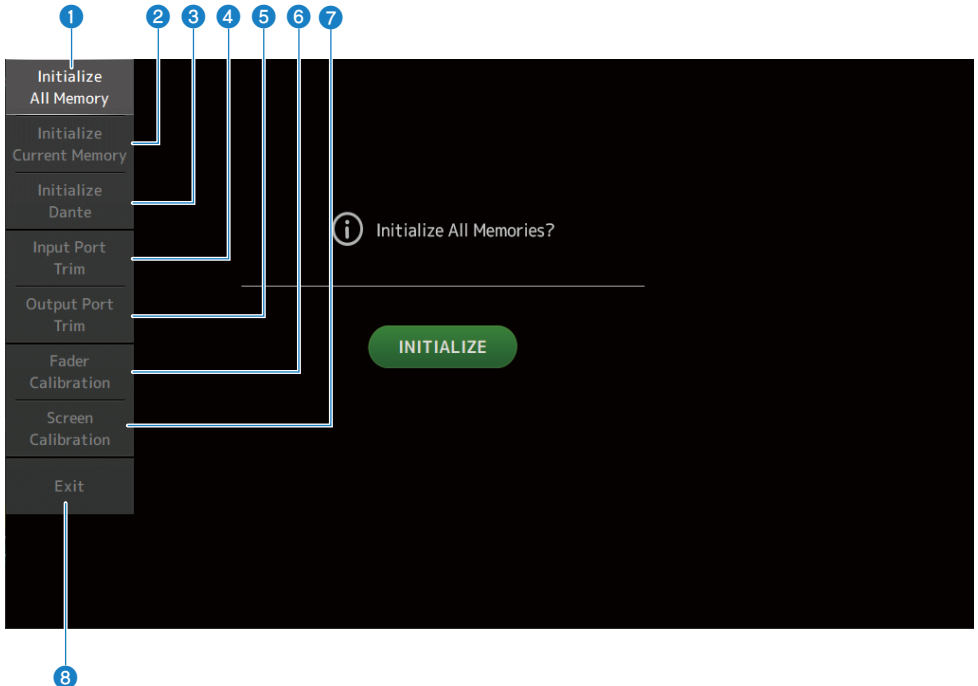 1 2 3 4 5 6 7
Initialize
All Memory
Initialize
Current Memory
Initialize
Dante
Input Port
Trim
Output Port
Trim
Fader
Calibration
Screen
Calibration
Exit
Initialize All Memories?
INITIALIZE
8